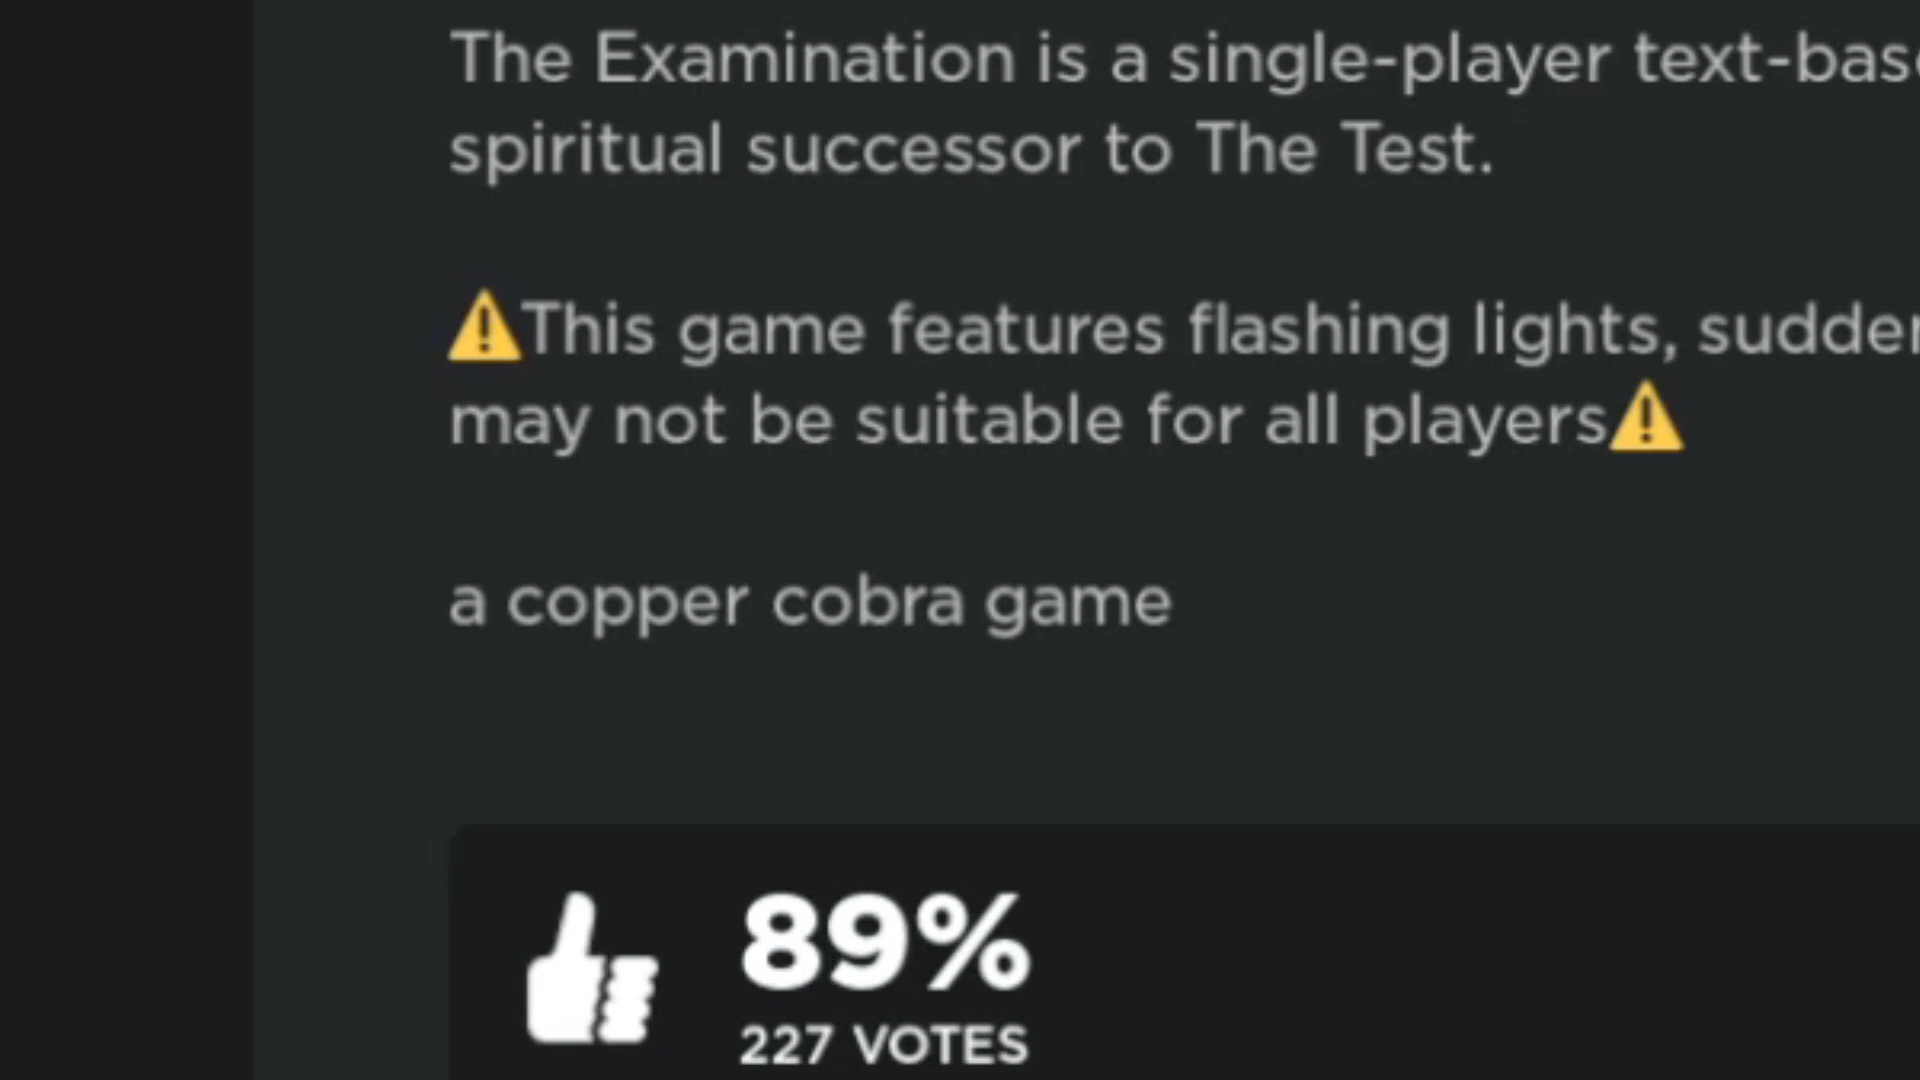 The Examination is a single-player text-bas
spiritual successor to The Test.
⚠This game features flashing lights, sudden
may not be suitable for all players⚠
a copper cobra game
89%
227 VOTES